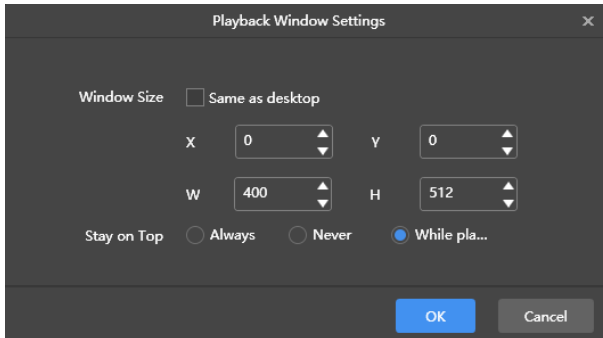 Playback Window Settings
Window Size Same as desktop
X 0 Y 0
W 400 H 512
Stay on Top Always Never While pla...
OK Cancel